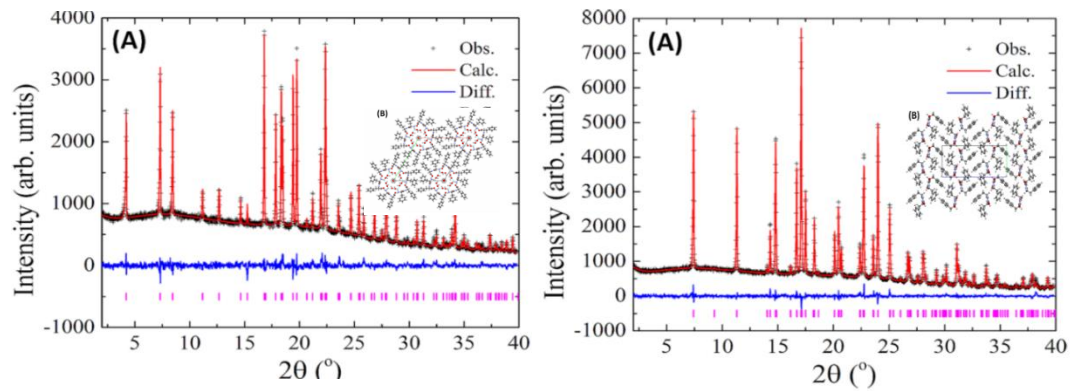 (A)
Obs.
Calc.
Diff.
(B)
Intensity (arb. units)
4000
3000
2000
1000
0
-1000
5 10 15 20 25 30 35 40
2θ (°)
(A)
Obs.
Calc.
Diff.
(B)
Intensity (arb. units)
8000
7000
6000
5000
4000
3000
2000
1000
0
-1000
5 10 15 20 25 30 35 40
2θ (°)